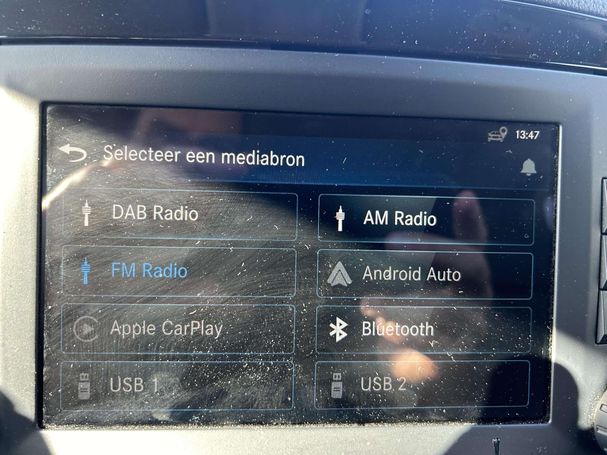 13:47
Selecteer een mediabron
DAB Radio
AM Radio
FM Radio
Android Auto
Apple CarPlay
Bluetooth
USB 1
USB 2